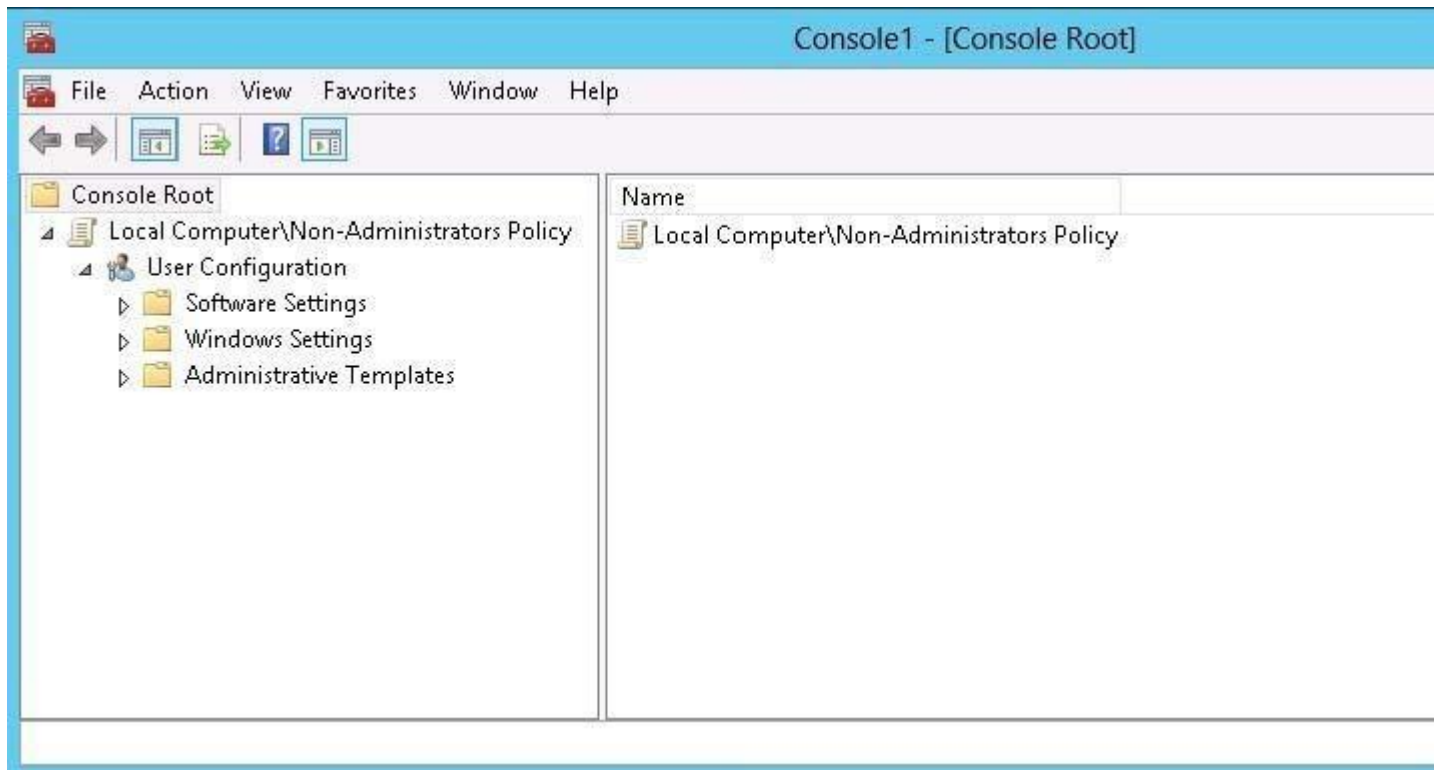 Console1 - [Console Root]
File Action View Favorites Window Help
Console Root
Local Computer\Non-Administrators Policy
User Configuration
Software Settings
Windows Settings
Administrative Templates
Name
Local Computer\Non-Administrators Policy